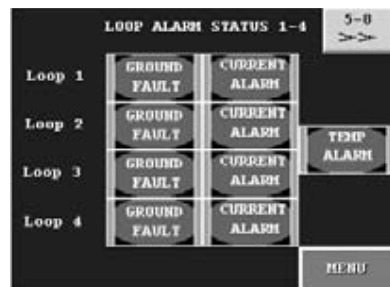 LOOP ALARM STATUS 1-4
5-8
>>
Loop 1
GROUND
FAULT
CURRENT
ALARM
Loop 2
GROUND
FAULT
CURRENT
ALARM
TEMP
ALARM
Loop 3
GROUND
FAULT
CURRENT
ALARM
Loop 4
GROUND
FAULT
CURRENT
ALARM
MENU